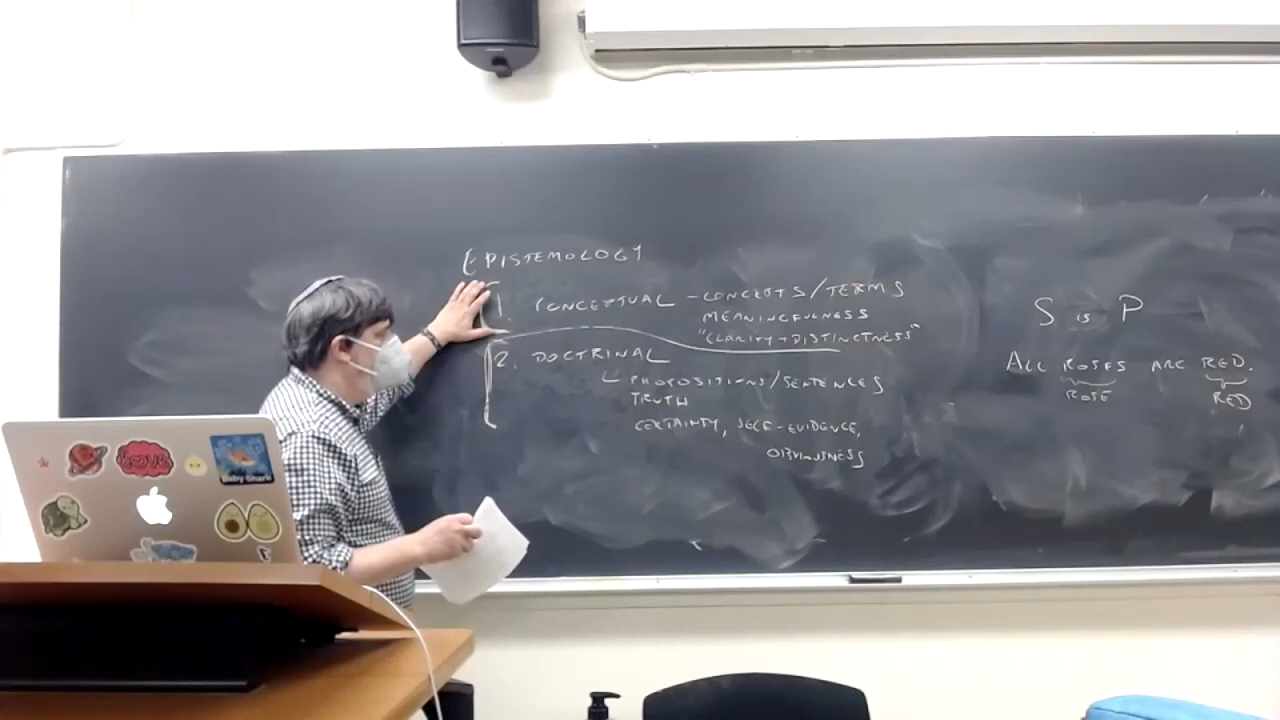 EPISTEMOLOGY
1. CONCEPTUAL - CONCEPTS/TERMS
MEANINGFULNESS
"CLARITY + DISTINCTNESS"
2. DOCTRINAL
PROPOSITIONS/SENTENCES
TRUTH
CERTAINTY, SELF-EVIDENCE,
OBVIOUSNESS
S is P
ALL ROSES ARE RED.
ROSE RED
love
Baby Shark